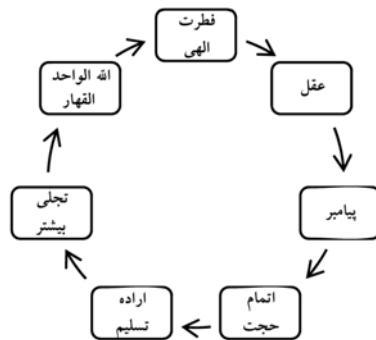 فطرت
الهی
عقل
پیامبر
اتمام
حجت
اراده
تسلیم
تجلی
بیشتر
الله الواحد
القهار